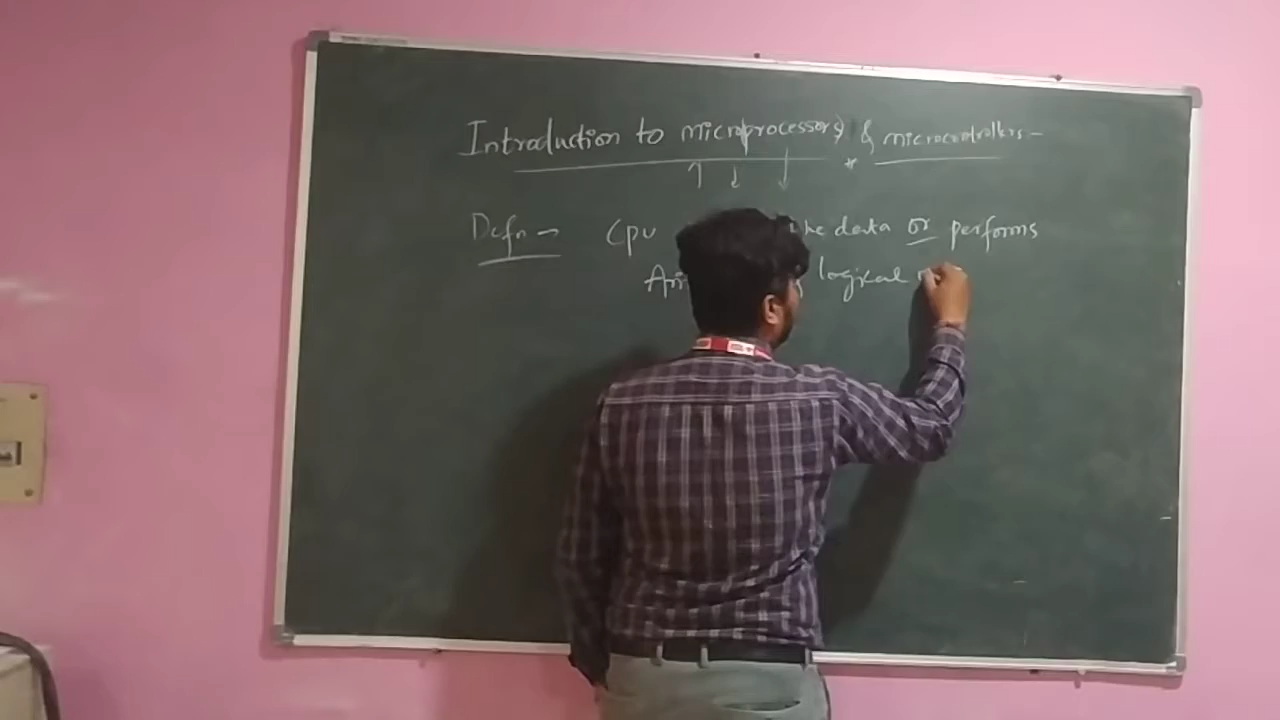 Introduction to microprocessors & microcontrollers -
Defn - Cpu the data or performs
logical